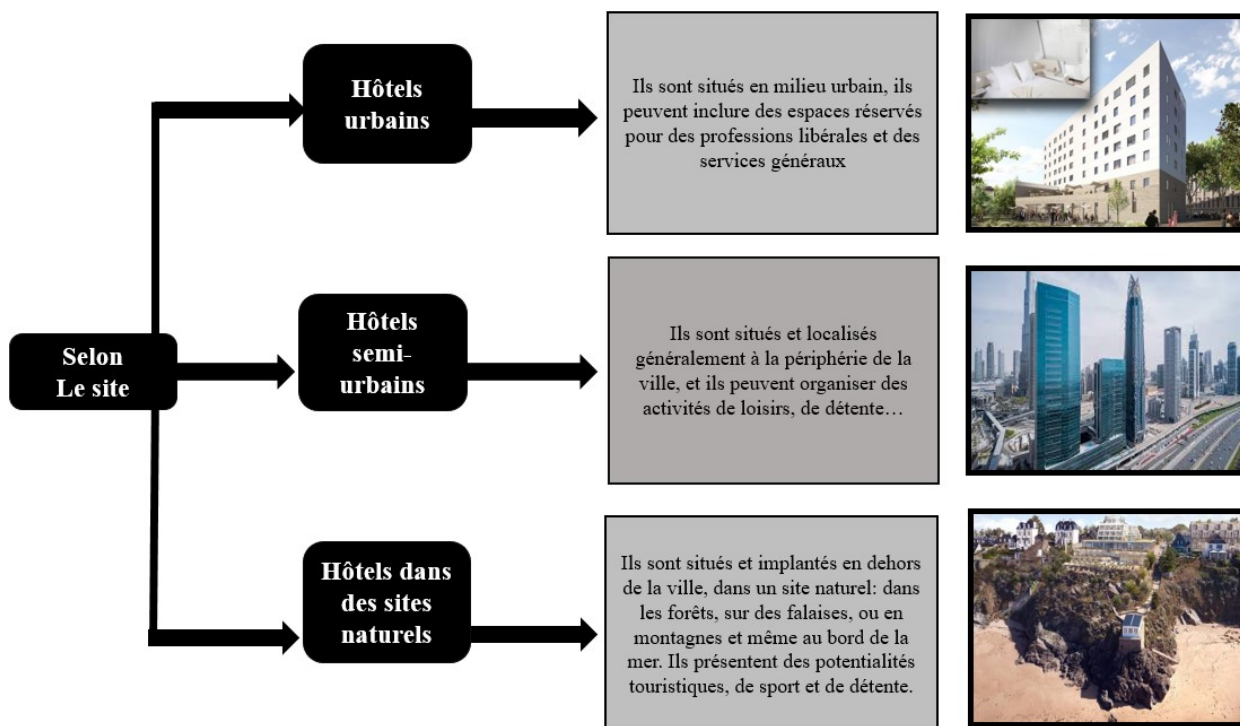 Hôtels
urbains
Ils sont situés en milieu urbain, ils
peuvent inclure des espaces réservés
pour des professions libérales et des
services généraux
Selon
Le site
Hôtels
semi-
urbains
Ils sont situés et localisés
généralement à la périphérie de la
ville, et ils peuvent organiser des
activités de loisirs, de détente…
Hôtels dans
des sites
naturels
Ils sont situés et implantés en dehors
de la ville, dans un site naturel: dans
les forêts, sur des falaises, ou en
montagnes et même au bord de la
mer. Ils présentent des potentialités
touristiques, de sport et de détente.